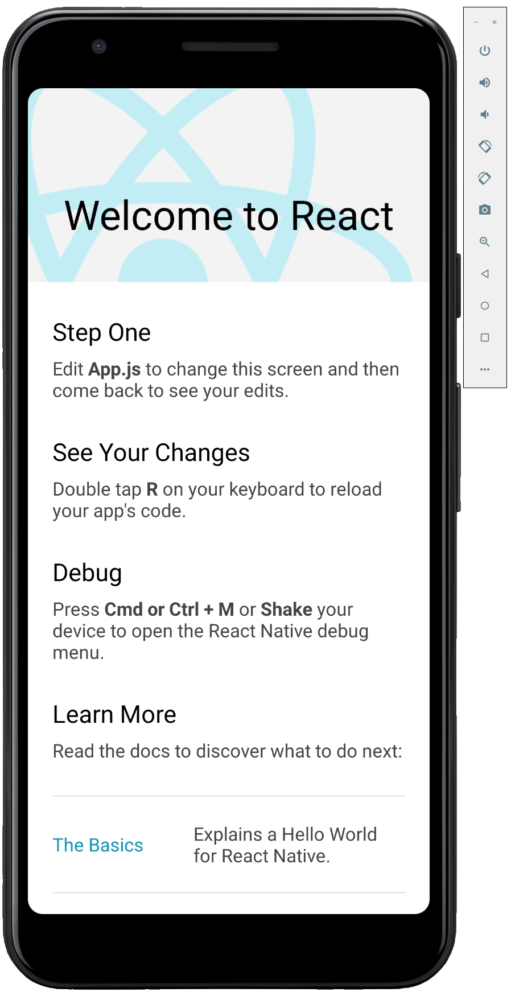 Welcome to React
Step One
Edit App.js to change this screen and then
come back to see your edits.
See Your Changes
Double tap R on your keyboard to reload
your app's code.
Debug
Press Cmd or Ctrl + M or Shake your
device to open the React Native debug
menu.
Learn More
Read the docs to discover what to do next:
The Basics
Explains a Hello World
for React Native.